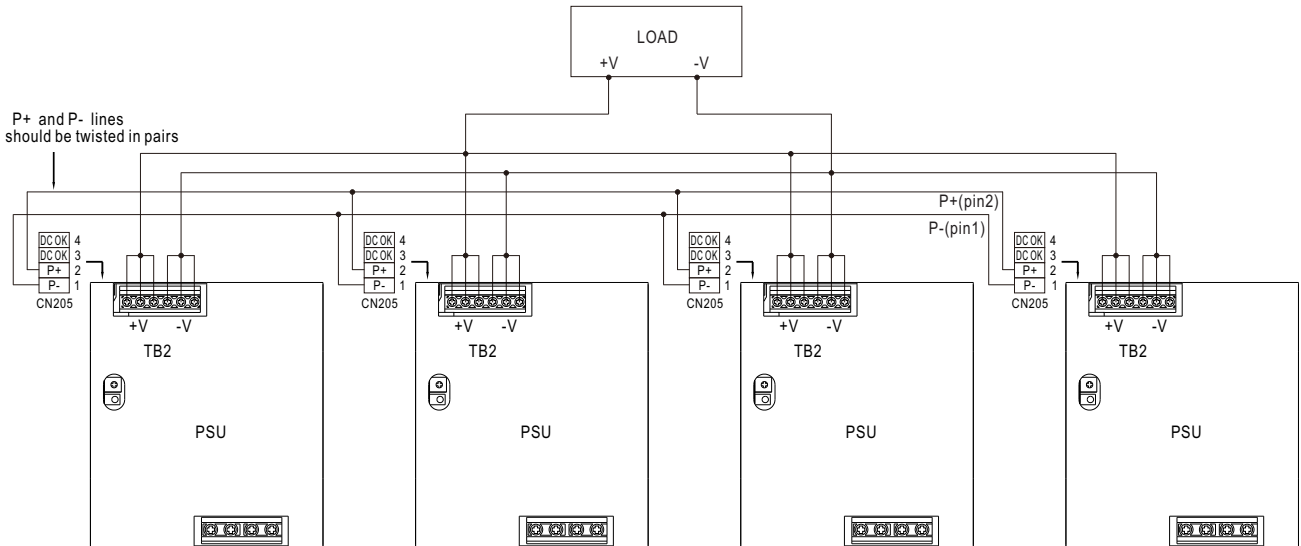 LOAD
+V -V
P+ and P- lines
should be twisted in pairs
P+(pin2)
P-(pin1)
DC OK 4
DC OK 3
P+ 2
P- 1
CN205
+V -V
TB2
PSU
DC OK 4
DC OK 3
P+ 2
P- 1
CN205
+V -V
TB2
PSU
DC OK 4
DC OK 3
P+ 2
P- 1
CN205
+V -V
TB2
PSU
DC OK 4
DC OK 3
P+ 2
P- 1
CN205
+V -V
TB2
PSU